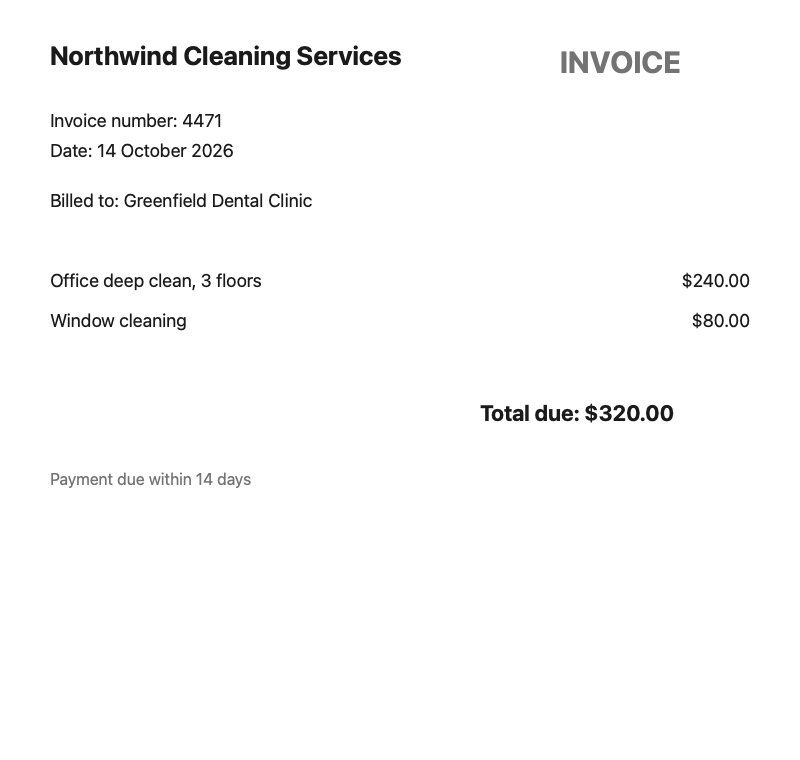 Northwind Cleaning Services
INVOICE
Invoice number: 4471
Date: 14 October 2026
Billed to: Greenfield Dental Clinic
Office deep clean, 3 floors $240.00
Window cleaning $80.00
Total due: $320.00
Payment due within 14 days